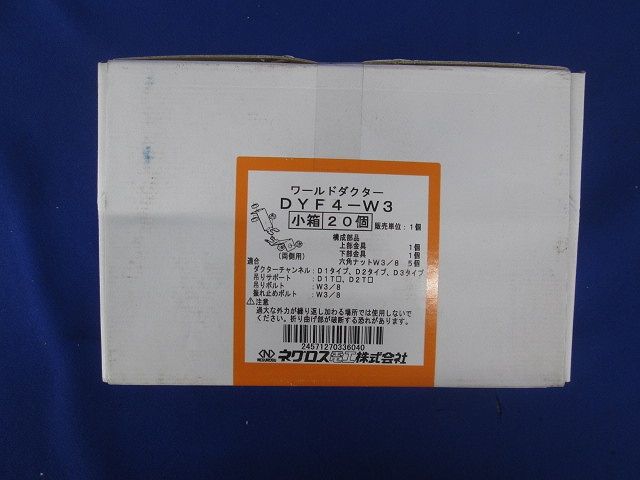 ワールドダクター
DYF4-W3
小箱 20個 販売単位：1個
構成部品
上部金具 1個
下部金具 1個
六角ナットW3/8 5個
(両側用)
適合
ダクターチャンネル：D1タイプ、D2タイプ、D3タイプ
吊りサポート：D1T□、D2T□
吊りボルト：W3/8
振れ止めボルト：W3/8
⚠注意
過大な外力が繰り返し加わる場所では使用しないで
ください。折り曲げ部が破断する恐れがあります。
24571270336040
NEGUROSU ネグロス電工株式会社